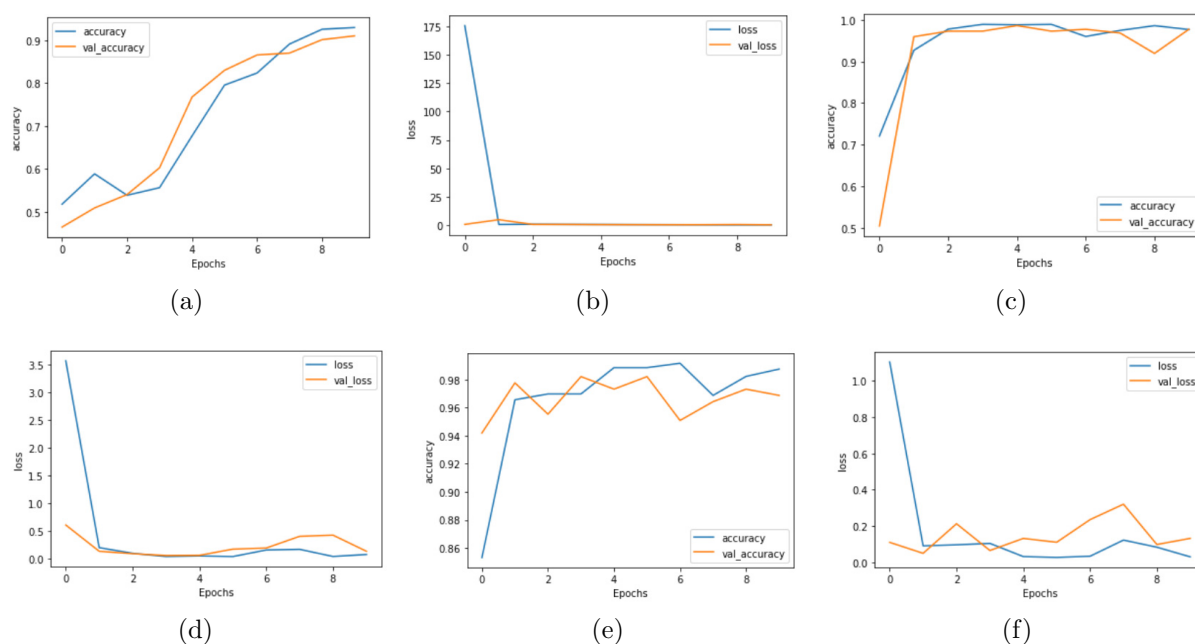 accuracy
val_accuracy
0.9
0.8
0.7
0.6
0.5
accuracy
0 2 4 6 8
Epochs
(a)
loss
val_loss
175
150
125
100
75
50
25
0
loss
0 2 4 6 8
Epochs
(b)
1.0
0.9
0.8
0.7
0.6
0.5
accuracy
accuracy
val_accuracy
0 2 4 6 8
Epochs
(c)
loss
val_loss
3.5
3.0
2.5
2.0
1.5
1.0
0.5
0.0
loss
0 2 4 6 8
Epochs
(d)
0.98
0.96
0.94
0.92
0.90
0.88
0.86
accuracy
accuracy
val_accuracy
0 2 4 6 8
Epochs
(e)
loss
val_loss
1.0
0.8
0.6
0.4
0.2
0.0
loss
0 2 4 6 8
Epochs
(f)